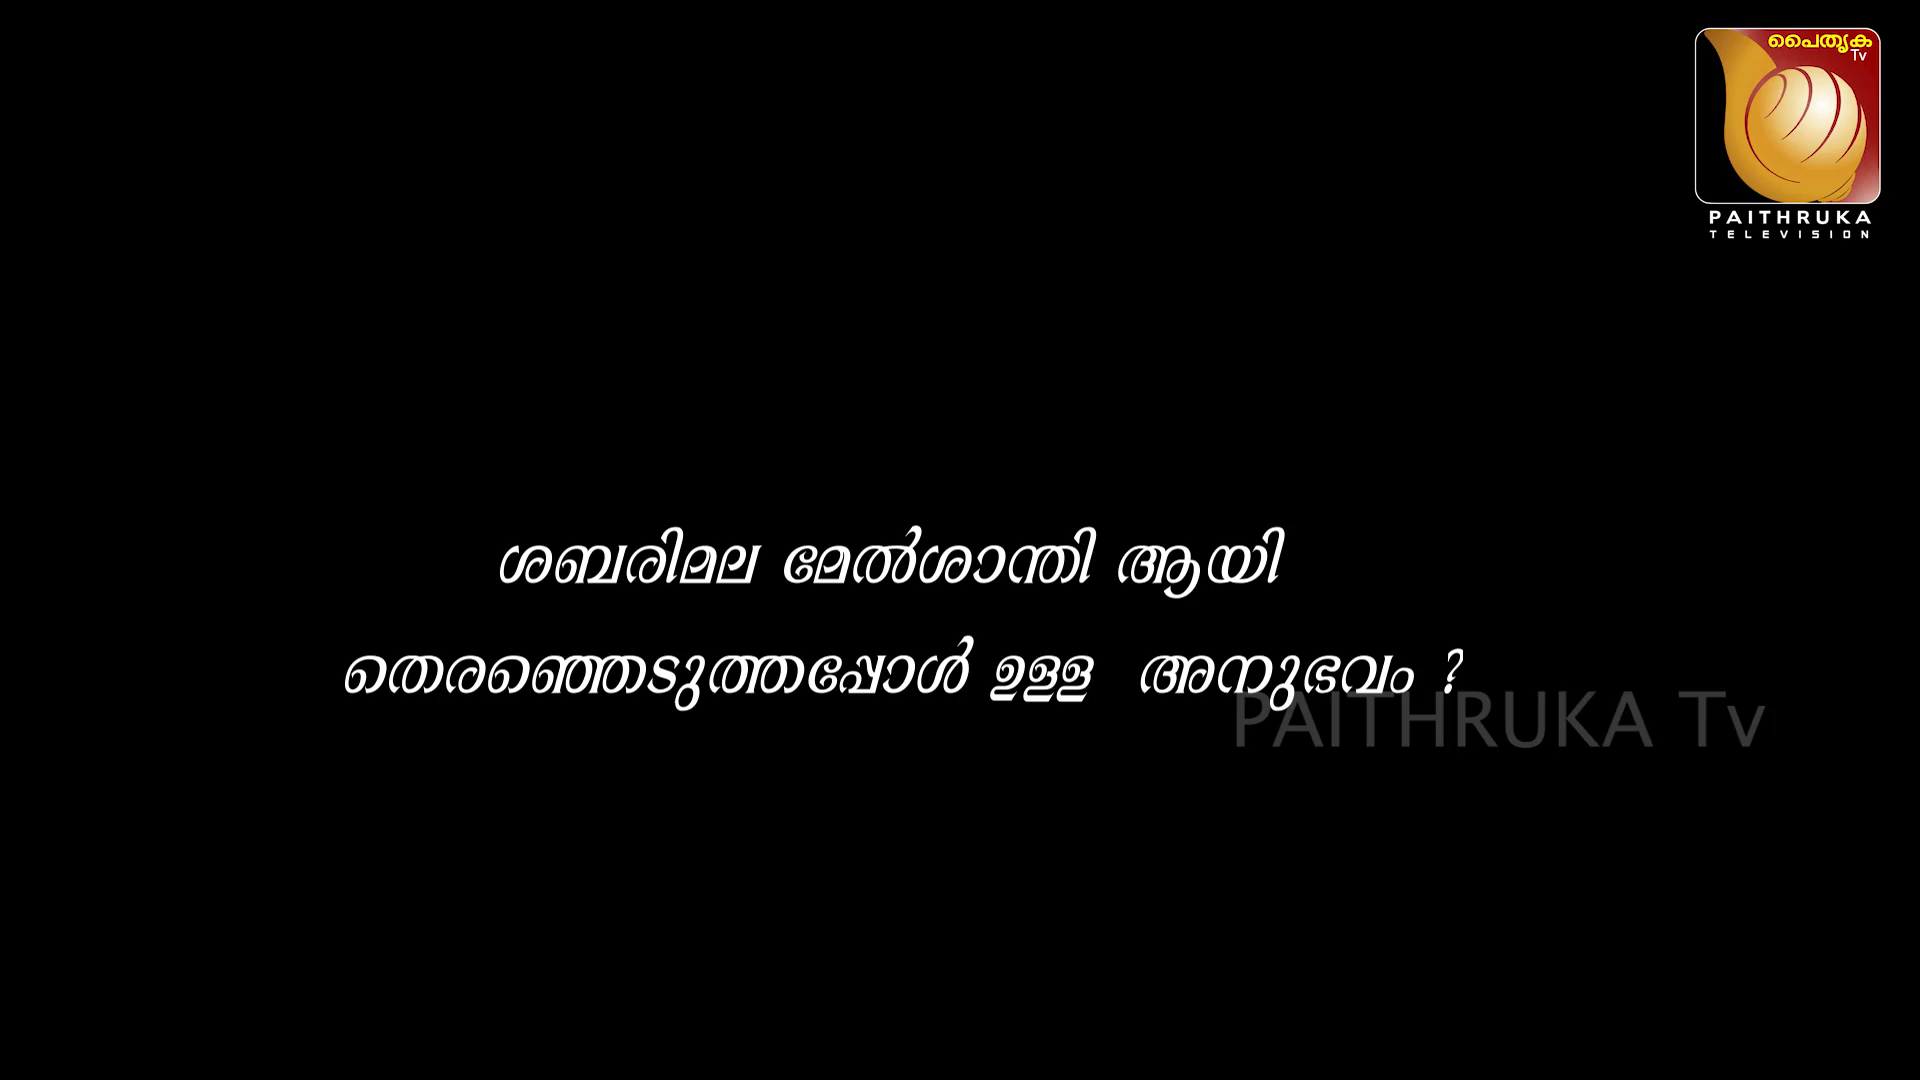 പൈതൃക
Tv
PAITHRUKA
TELEVISION
ശബരിമല മേൽശാന്തി ആയി
തെരഞ്ഞെടുത്തപ്പോൾ ഉള്ള അനുഭവം ?
PAITHRUKA Tv